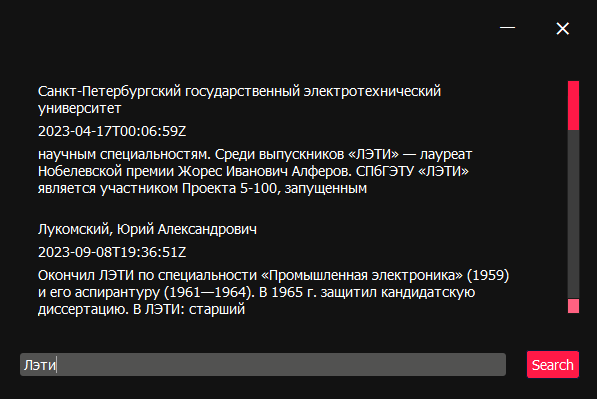 Санкт-Петербургский государственный электротехнический
университет
2023-04-17T00:06:59Z
научным специальностям. Среди выпускников «ЛЭТИ» — лауреат
Нобелевской премии Жорес Иванович Алферов. СПбГЭТУ «ЛЭТИ»
является участником Проекта 5-100, запущенным
Лукомский, Юрий Александрович
2023-09-08T19:36:51Z
Окончил ЛЭТИ по специальности «Промышленная электроника» (1959)
и его аспирантуру (1961—1964). В 1965 г. защитил кандидатскую
диссертацию. В ЛЭТИ: старший
Лэти
Search